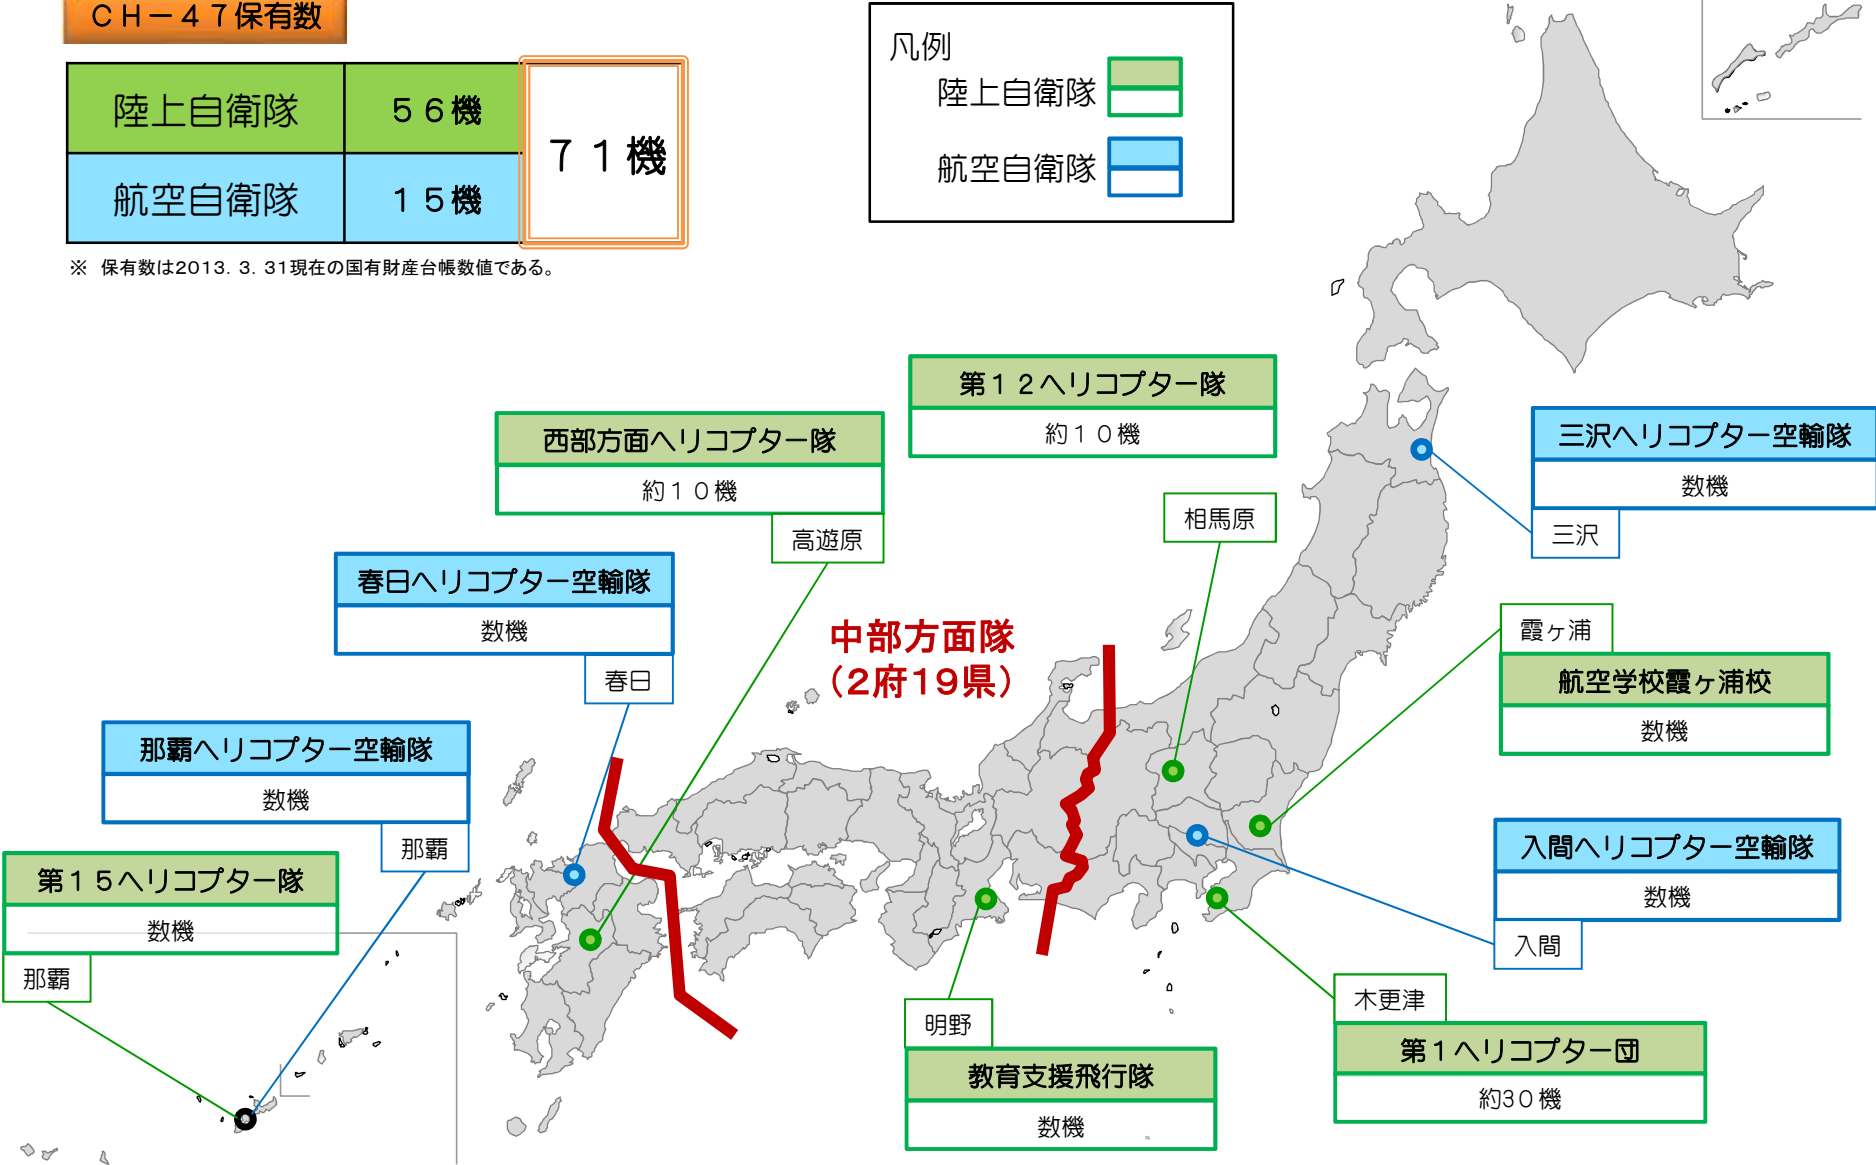 ＣＨ－４７保有数
陸上自衛隊 ５６機
航空自衛隊 １５機
７１機
※ 保有数は2013．3．31現在の国有財産台帳数値である。
凡例
陸上自衛隊
航空自衛隊
第１２ヘリコプター隊
約１０機
相馬原
西部方面ヘリコプター隊
約１０機
高遊原
三沢ヘリコプター空輸隊
数機
三沢
春日ヘリコプター空輸隊
数機
春日
中部方面隊
（2府19県）
霞ヶ浦
航空学校霞ヶ浦校
数機
那覇ヘリコプター空輸隊
数機
那覇
第１５ヘリコプター隊
数機
那覇
入間ヘリコプター空輸隊
数機
入間
明野
教育支援飛行隊
数機
木更津
第１ヘリコプター団
約30機